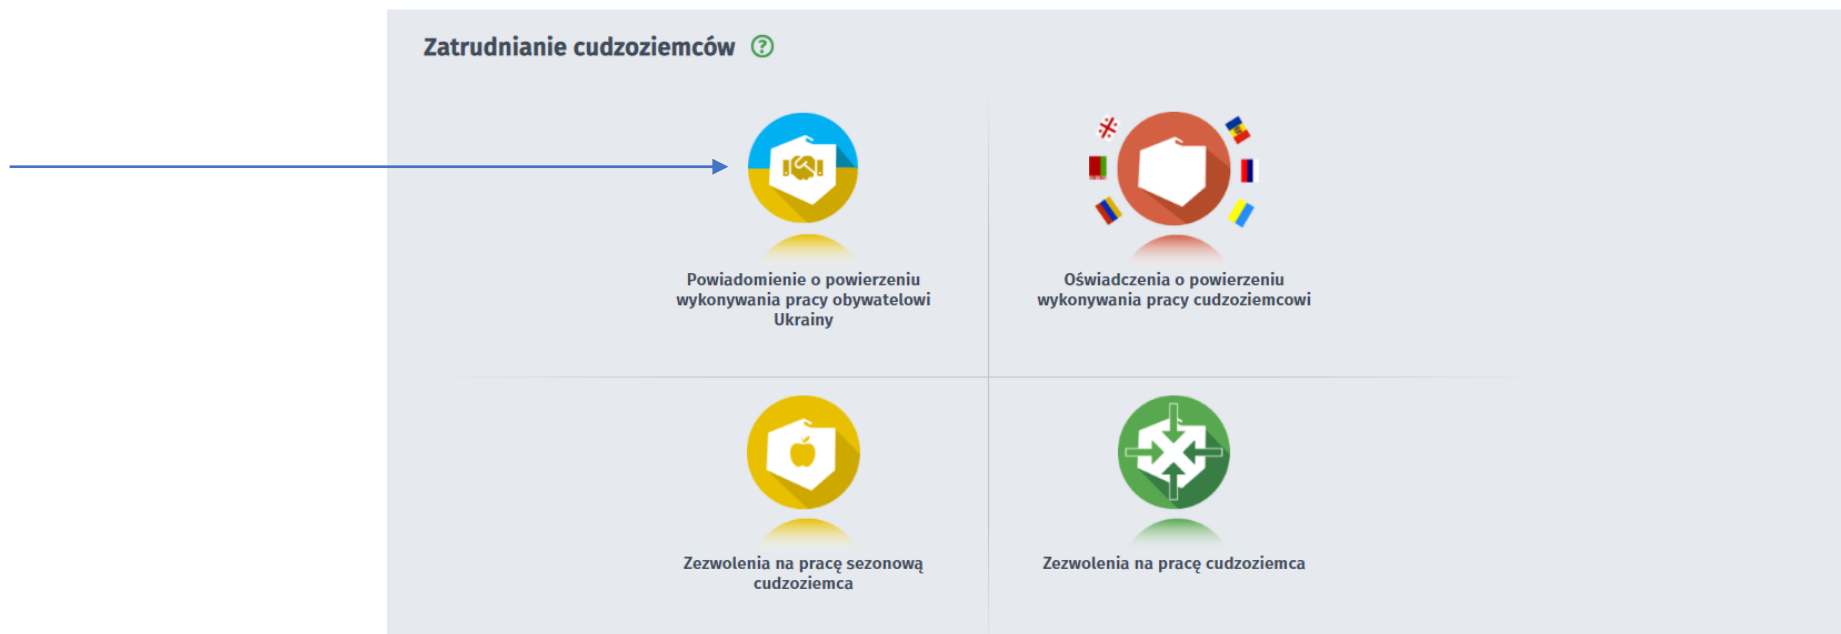 Zatrudnianie cudzoziemców ?
Powiadomienie o powierzeniu
wykonywania pracy obywatelowi
Ukrainy
Oświadczenia o powierzeniu
wykonywania pracy cudzoziemcowi
Zezwolenia na pracę sezonową
cudzoziemca
Zezwolenia na pracę cudzoziemca